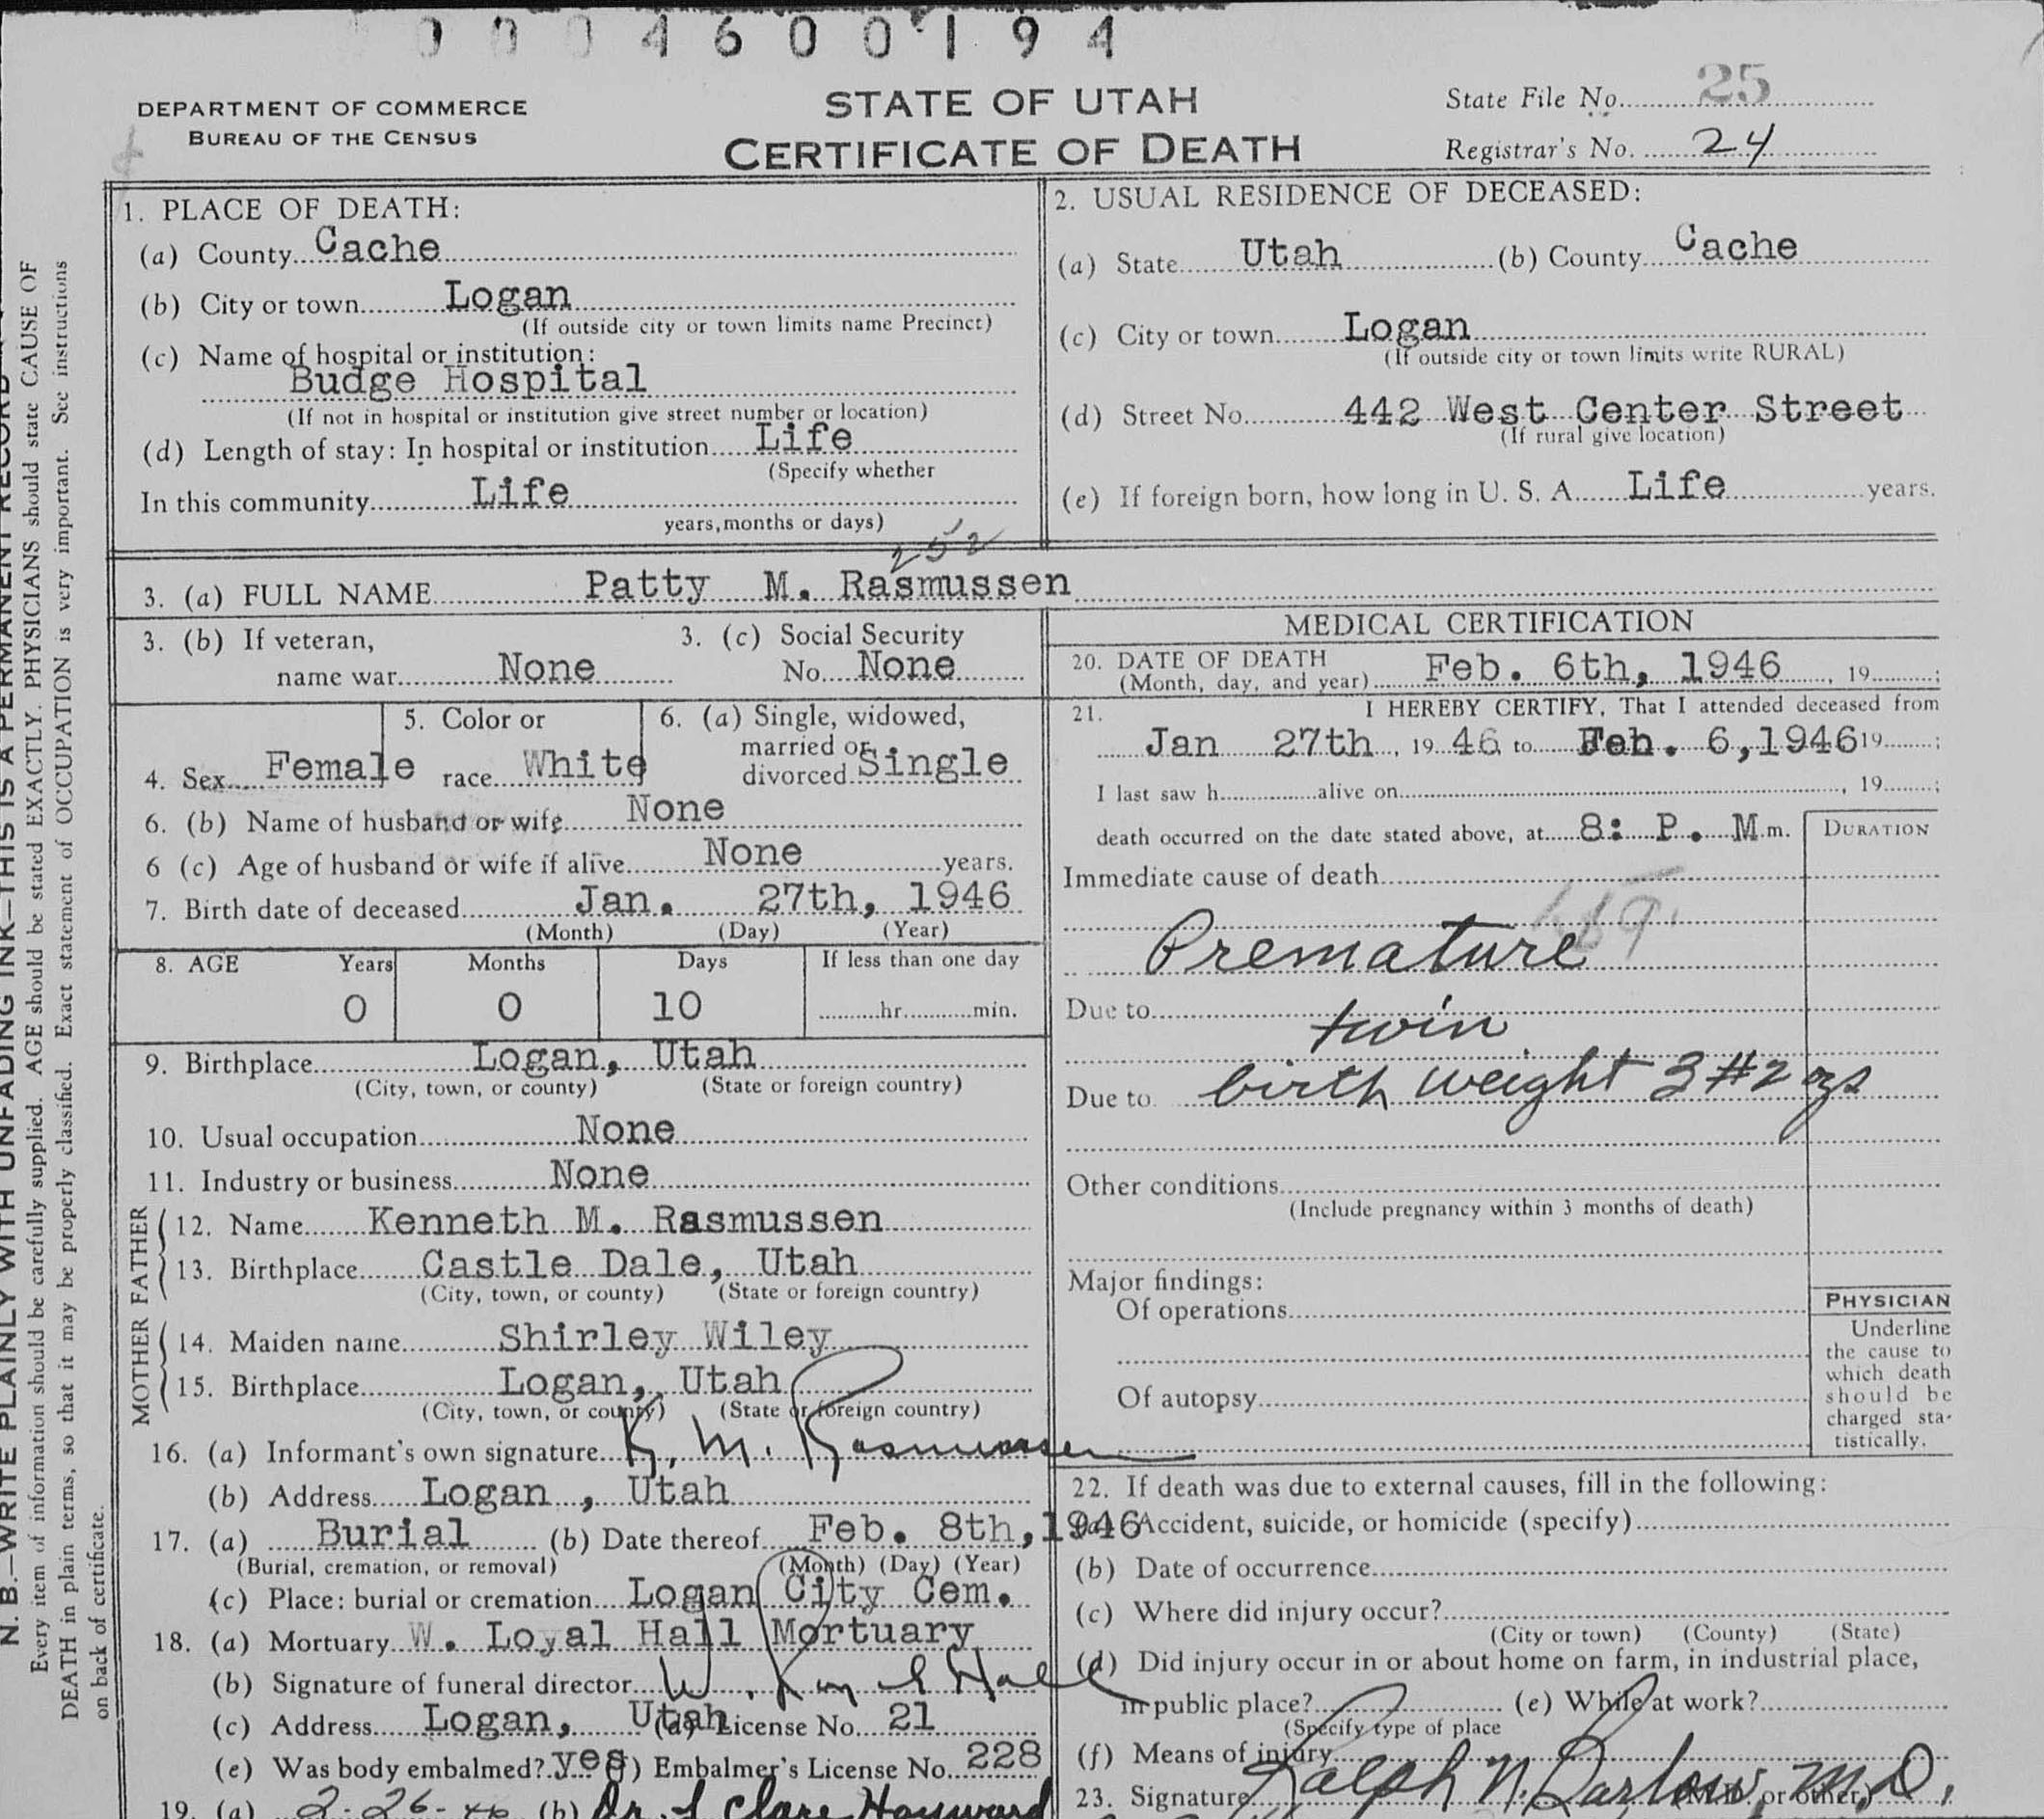 0004600194
DEPARTMENT OF COMMERCE
BUREAU OF THE CENSUS
STATE OF UTAH
CERTIFICATE OF DEATH
State File No. 25
Registrar's No. 24
N. B.—WRITE PLAINLY WITH UNFADING INK—THIS IS A PERMANENT RECORD
Every item of information should be carefully supplied. AGE should be stated EXACTLY. PHYSICIANS should state CAUSE OF
DEATH in plain terms, so that it may be properly classified. Exact statement of OCCUPATION is very important. See instructions
on back of certificate.
1. PLACE OF DEATH:
(a) County Cache
(b) City or town Logan
(If outside city or town limits name Precinct)
(c) Name of hospital or institution:
Budge Hospital
(If not in hospital or institution give street number or location)
(d) Length of stay: In hospital or institution Life
(Specify whether
In this community Life
years, months or days)
2. USUAL RESIDENCE OF DECEASED:
(a) State Utah (b) County Cache
(c) City or town Logan
(If outside city or town limits write RURAL)
(d) Street No. 442 West Center Street
(If rural give location)
(e) If foreign born, how long in U. S. A. Life years.
252
3. (a) FULL NAME Patty M. Rasmussen
3. (b) If veteran, 3. (c) Social Security
name war None No. None
5. Color or 6. (a) Single, widowed,
married or
4. Sex Female race White divorced Single
6. (b) Name of husband or wife None
6 (c) Age of husband or wife if alive None years.
7. Birth date of deceased Jan. 27th, 1946
(Month) (Day) (Year)
8. AGE Years Months Days If less than one day
0 0 10 hr. min.
9. Birthplace Logan, Utah
(City, town, or county) (State or foreign country)
10. Usual occupation None
11. Industry or business None
FATHER
12. Name Kenneth M. Rasmussen
13. Birthplace Castle Dale, Utah
(City, town, or county) (State or foreign country)
MOTHER
14. Maiden name Shirley Wiley
15. Birthplace Logan, Utah
(City, town, or county) (State or foreign country)
16. (a) Informant's own signature K. M. Rasmussen
(b) Address Logan, Utah
17. (a) Burial (b) Date thereof Feb. 8th, 1946
(Burial, cremation, or removal) (Month) (Day) (Year)
(c) Place: burial or cremation Logan City Cem.
18. (a) Mortuary W. Loyal Hall Mortuary
(b) Signature of funeral director W. Loyal Hall
(c) Address Logan, Utah (d) License No. 21
(e) Was body embalmed? yes (f) Embalmer's License No. 228
19. (a) 2-26-46 (b) Dr. Clare Hayward
MEDICAL CERTIFICATION
20. DATE OF DEATH
(Month, day, and year) Feb. 6th, 1946, 19 ;
21. I HEREBY CERTIFY, That I attended deceased from
Jan 27th, 19 46 to Feb. 6, 1946 19 ;
I last saw h alive on , 19 ;
death occurred on the date stated above, at 8: P. M m.
DURATION
Immediate cause of death
Premature
Due to twin
Due to birth weight 3 # 2 ozs
Other conditions
(Include pregnancy within 3 months of death)
Major findings:
Of operations
Of autopsy
PHYSICIAN
Underline
the cause to
which death
should be
charged sta-
tistically.
22. If death was due to external causes, fill in the following:
(a) Accident, suicide, or homicide (specify)
(b) Date of occurrence
(c) Where did injury occur?
(City or town) (County) (State)
(d) Did injury occur in or about home on farm, in industrial place,
in public place? (e) While at work?
(Specify type of place
(f) Means of injury
23. Signature Ralph N. Barlow, M.D. or other)